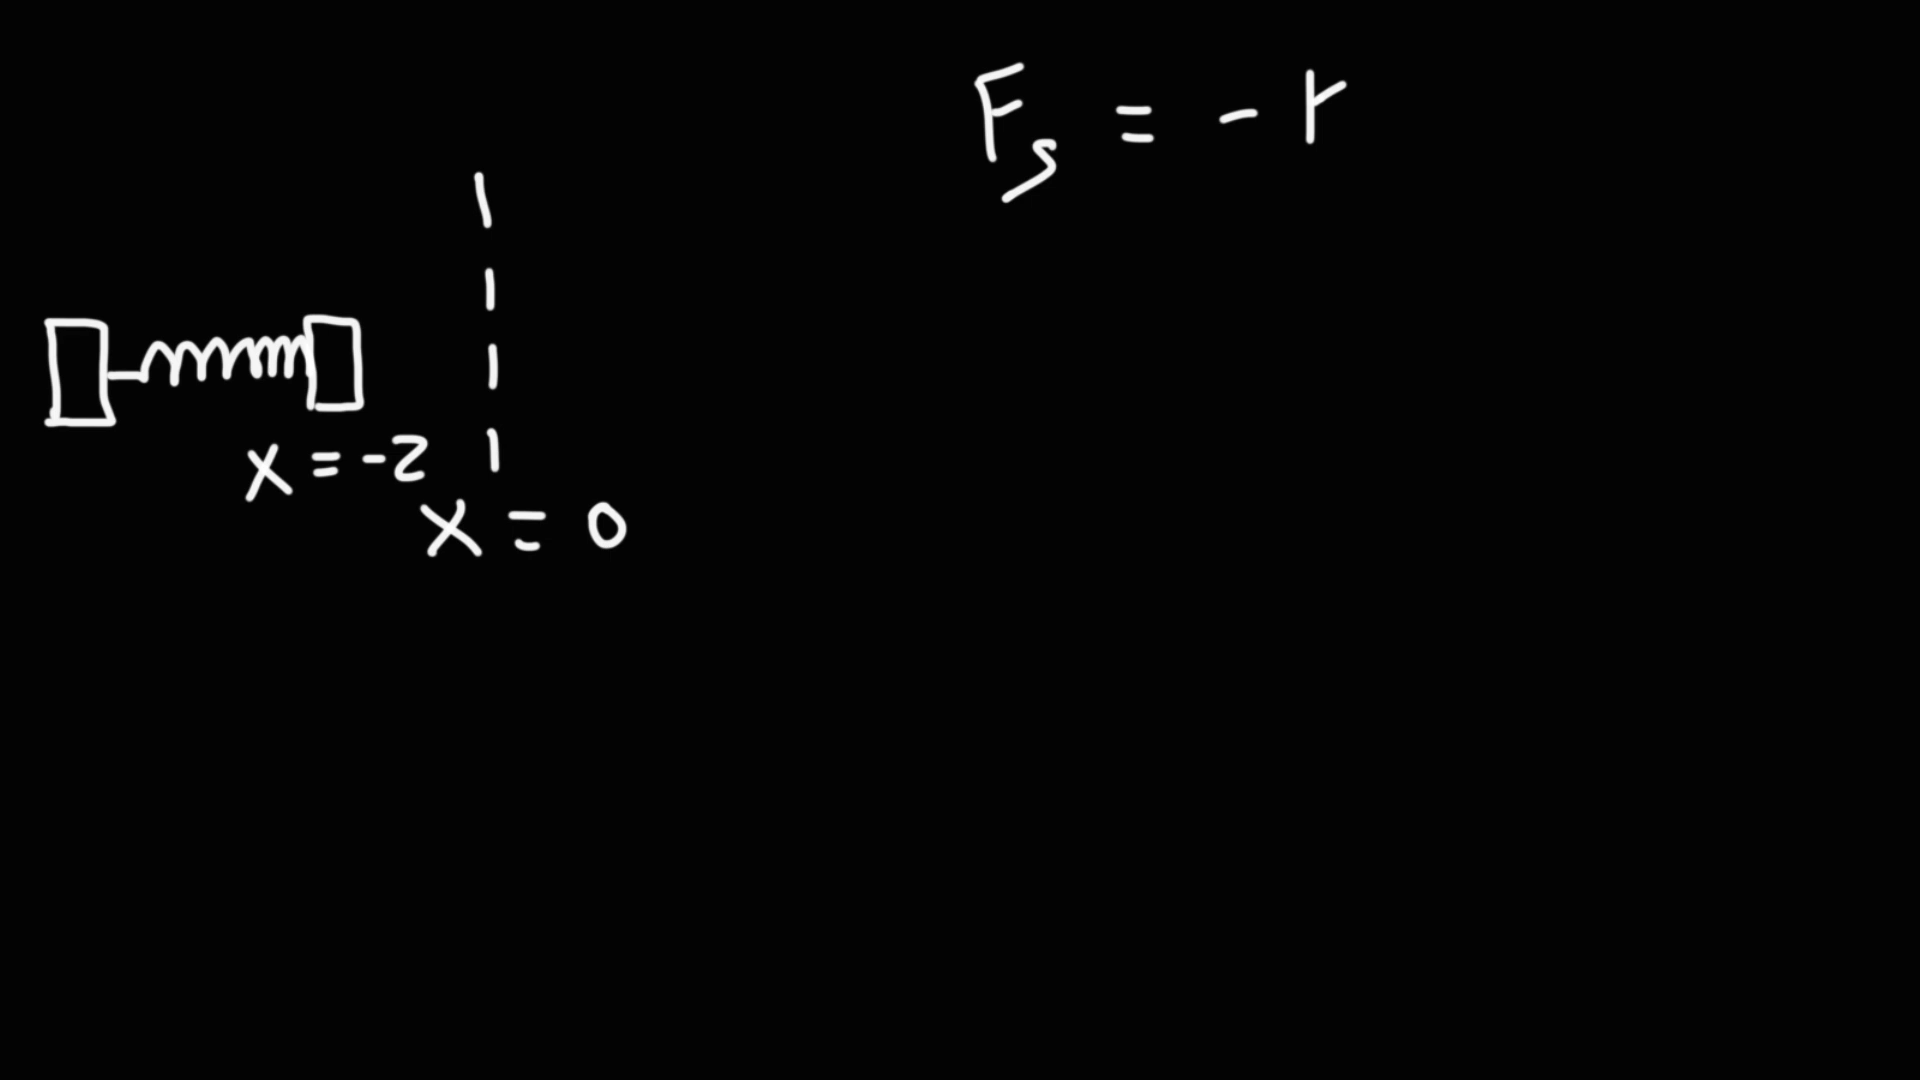 Fs = -
x = -2
x = 0